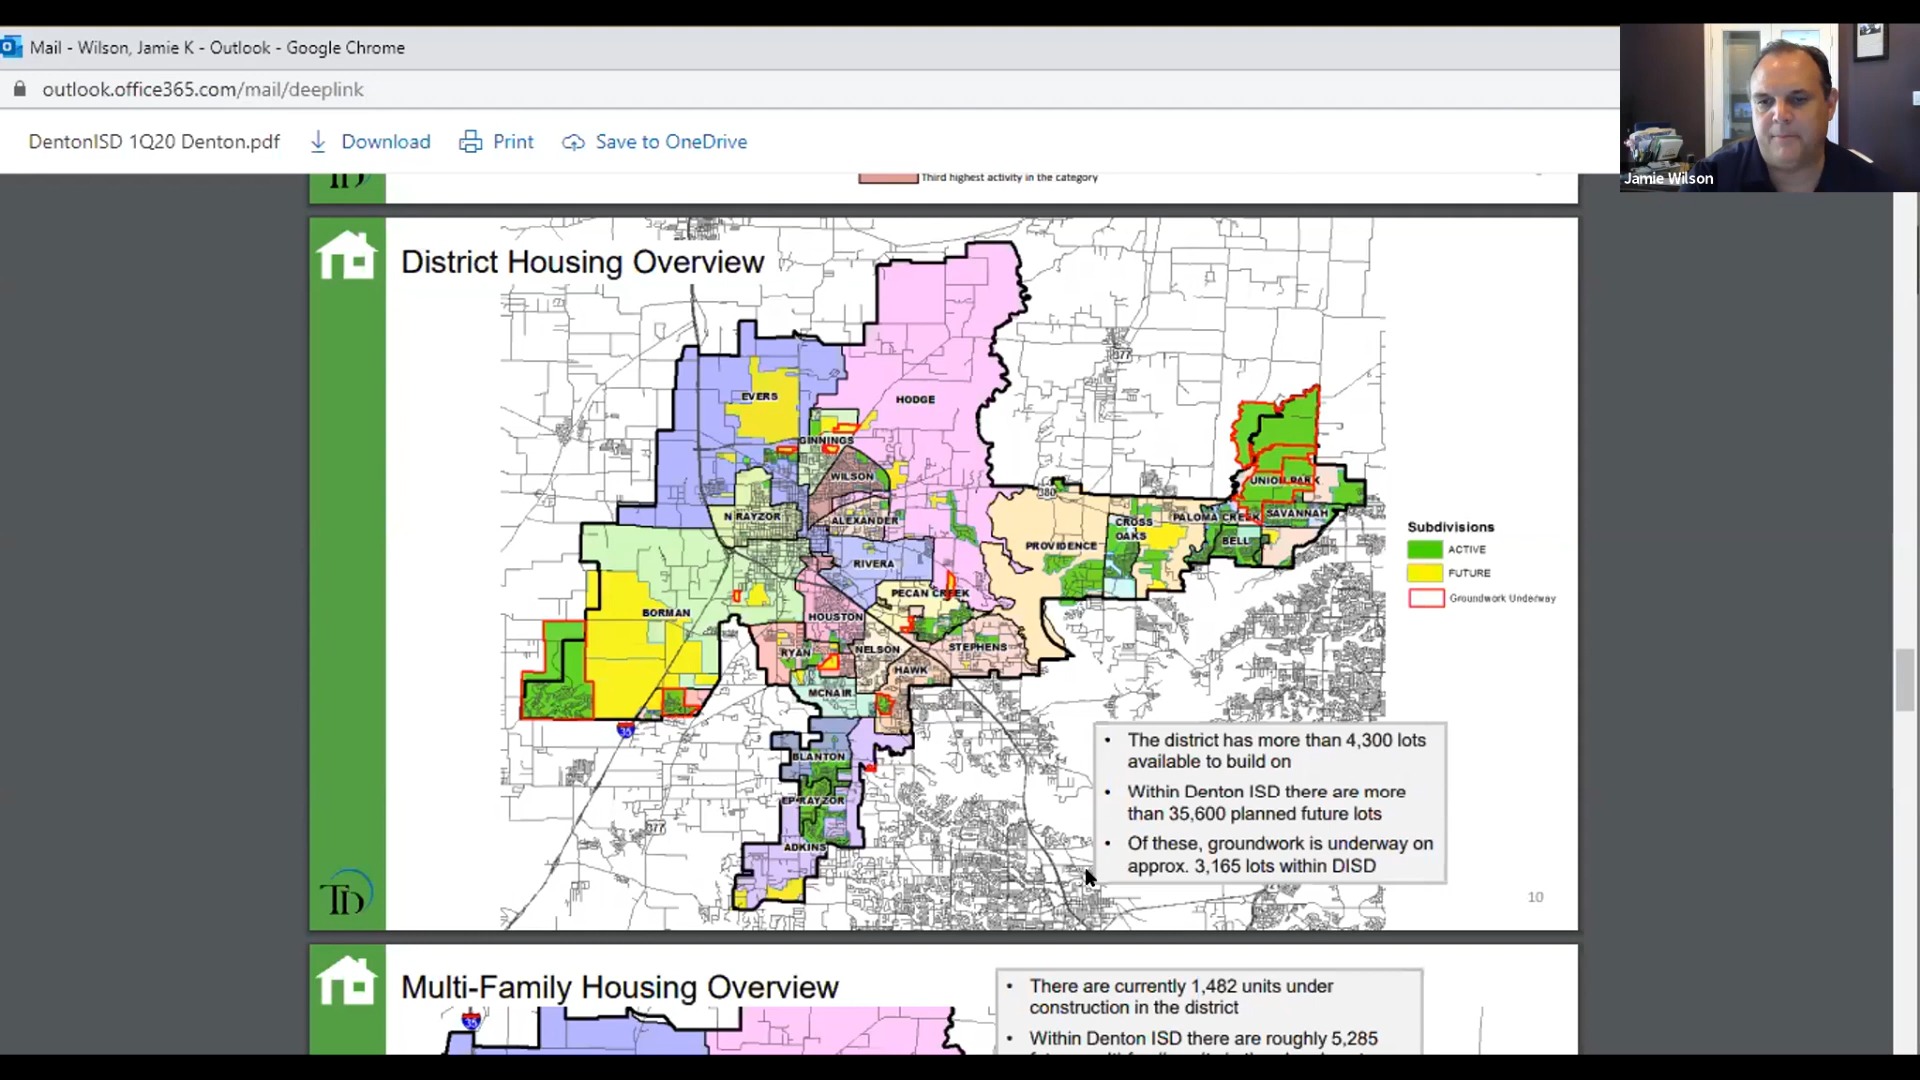 Mail - Wilson, Jamie K - Outlook - Google Chrome
outlook.office365.com/mail/deeplink
DentonISD 1Q20 Denton.pdf
Download
Print
Save to OneDrive
Jamie Wilson
Third highest activity in the category
District Housing Overview
377
EVERS
HODGE
GINNINGS
WILSON
UNION PARK
380
N RAYZOR
ALEXANDER
CROSS
OAKS
PALOMA CREEK
SAVANNAH
BELL
PROVIDENCE
RIVERA
PECAN CREEK
BORMAN
HOUSTON
RYAN
NELSON
STEPHENS
HAWK
MCNAIR
35
BLANTON
EP RAYZOR
377
ADKINS
Subdivisions
ACTIVE
FUTURE
Groundwork Underway
• The district has more than 4,300 lots
available to build on
• Within Denton ISD there are more
than 35,600 planned future lots
• Of these, groundwork is underway on
approx. 3,165 lots within DISD
TD
10
Multi-Family Housing Overview
35
• There are currently 1,482 units under
construction in the district
• Within Denton ISD there are roughly 5,285